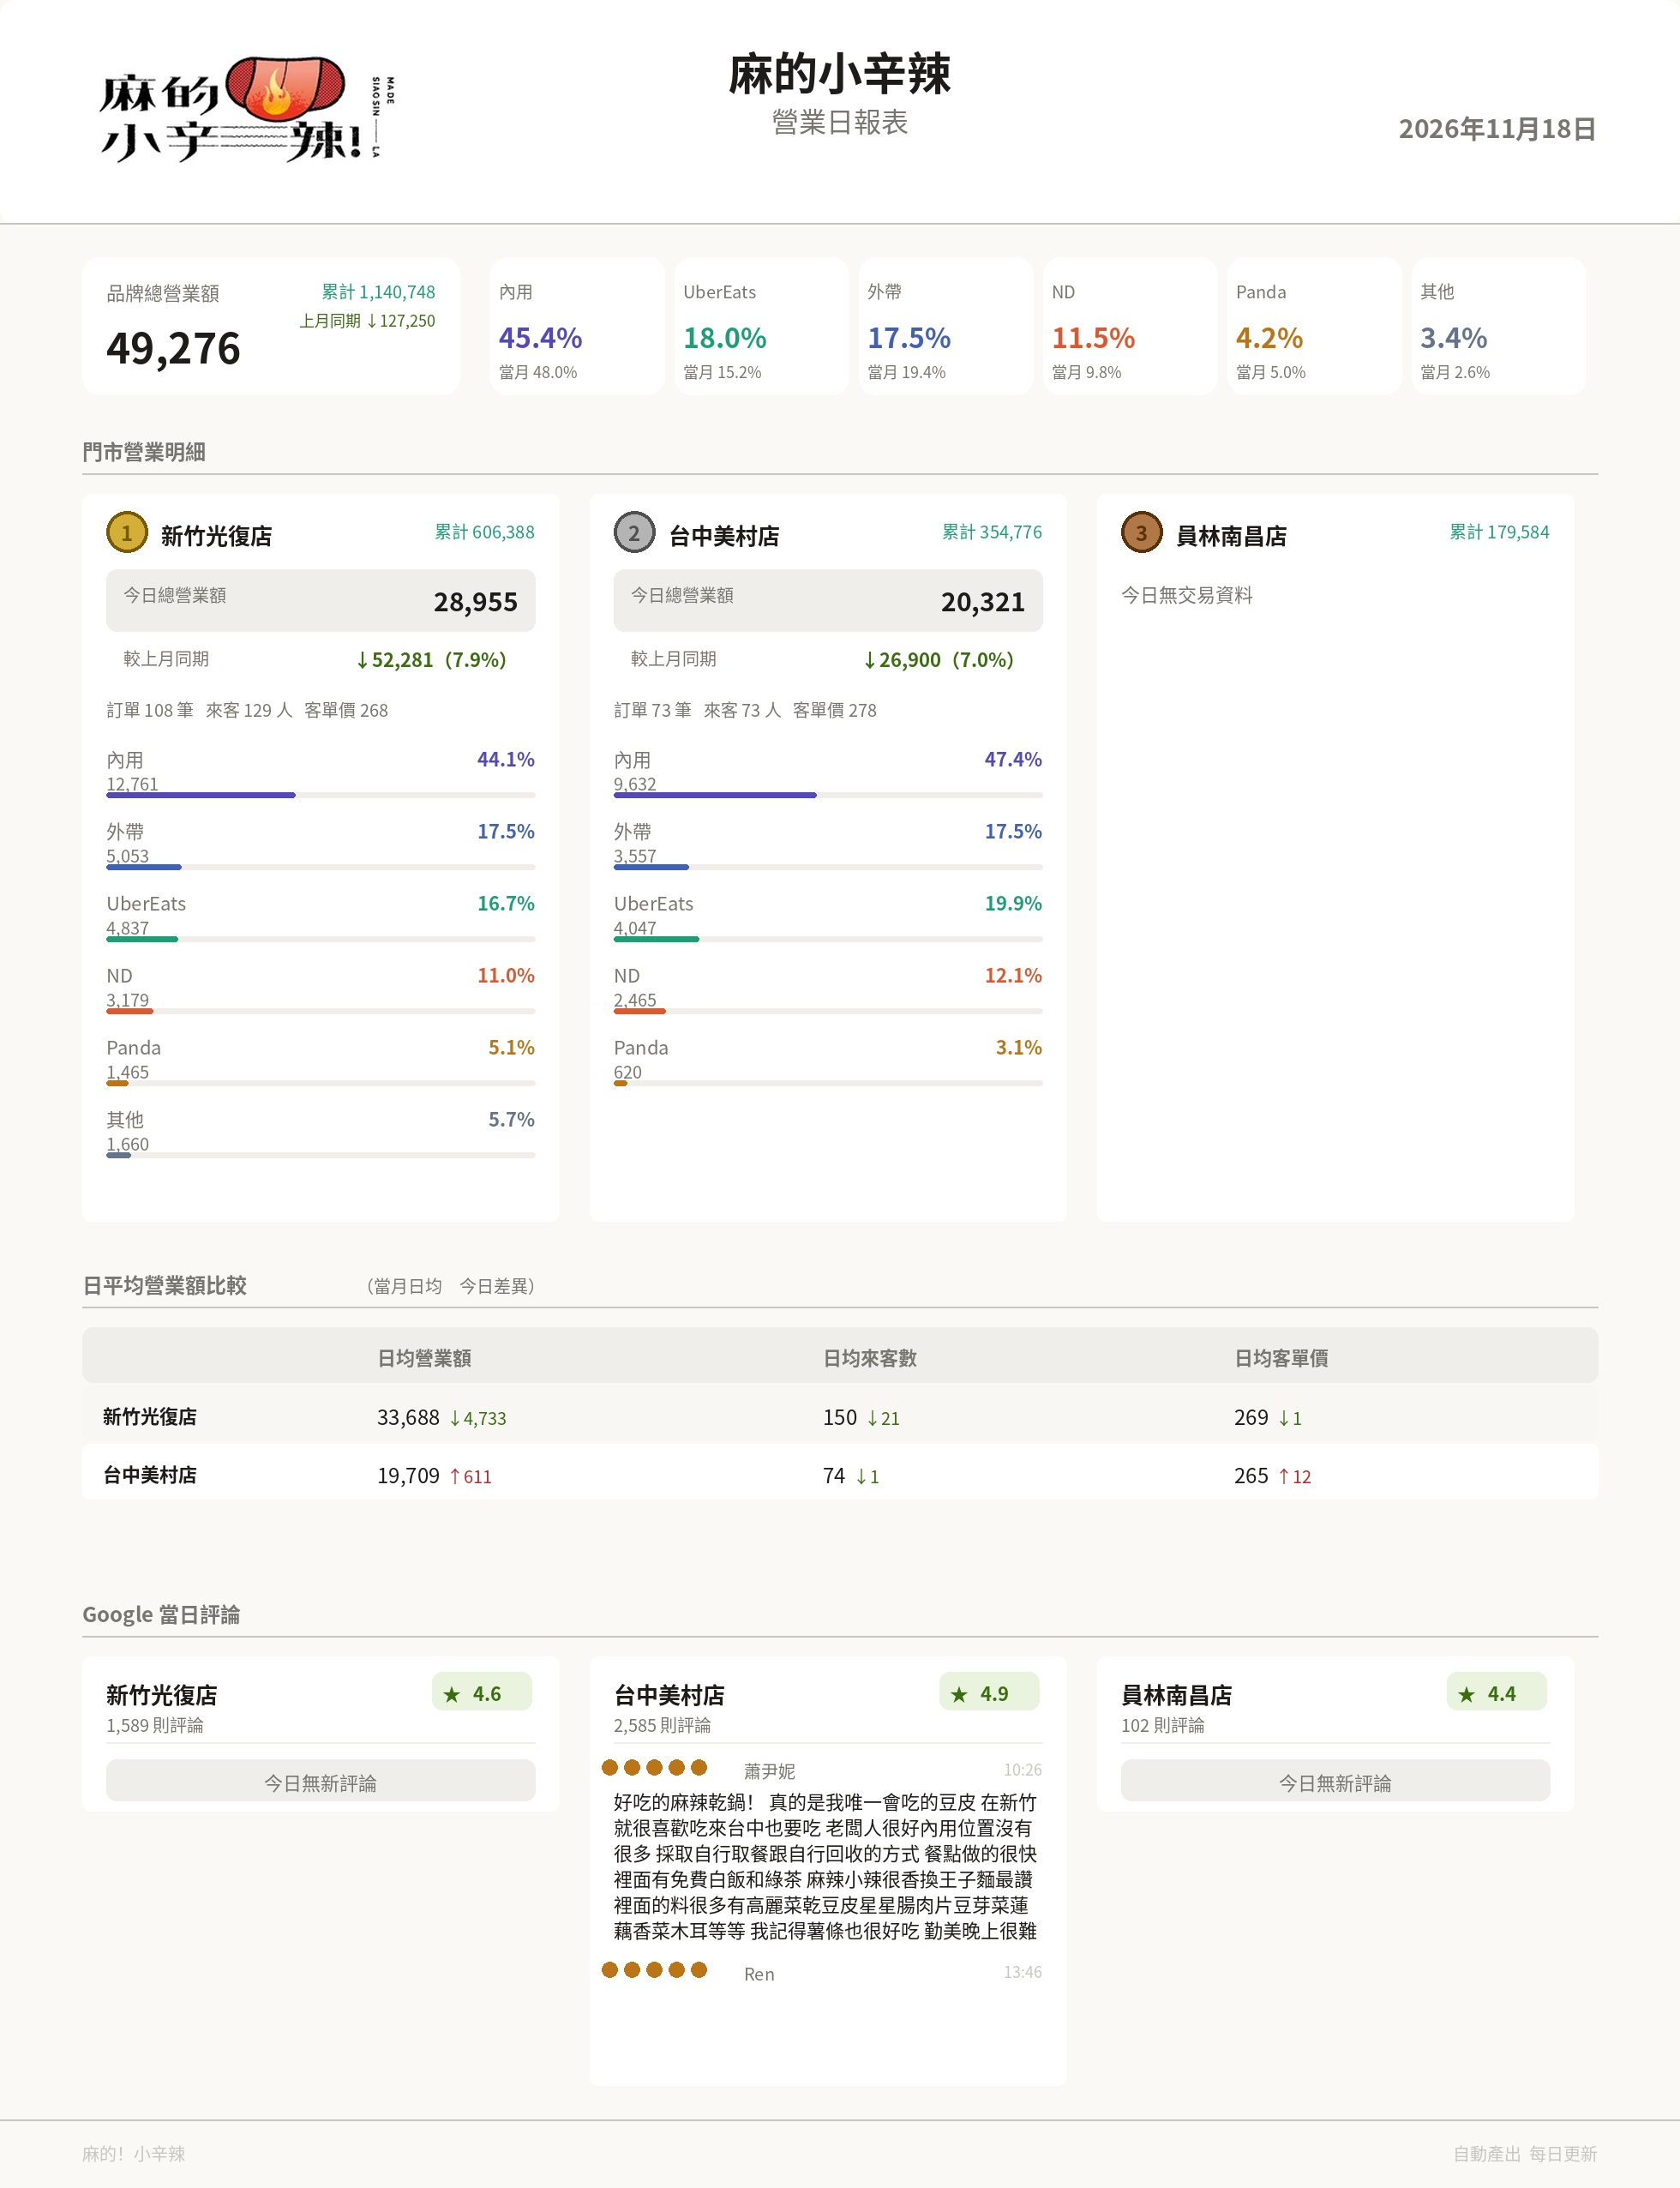 麻的
小辛辣!
MADE
SIAO SIN — LA
麻的小辛辣
營業日報表
2026年11月18日
品牌總營業額
累計 1,140,748
上月同期 ↓127,250
49,276
內用
45.4%
當月 48.0%
UberEats
18.0%
當月 15.2%
外帶
17.5%
當月 19.4%
ND
11.5%
當月 9.8%
Panda
4.2%
當月 5.0%
其他
3.4%
當月 2.6%
門市營業明細
1 新竹光復店 累計 606,388
今日總營業額 28,955
較上月同期 ↓52,281（7.9%）
訂單 108 筆 來客 129 人 客單價 268
內用 44.1%
12,761
外帶 17.5%
5,053
UberEats 16.7%
4,837
ND 11.0%
3,179
Panda 5.1%
1,465
其他 5.7%
1,660
2 台中美村店 累計 354,776
今日總營業額 20,321
較上月同期 ↓26,900（7.0%）
訂單 73 筆 來客 73 人 客單價 278
內用 47.4%
9,632
外帶 17.5%
3,557
UberEats 19.9%
4,047
ND 12.1%
2,465
Panda 3.1%
620
3 員林南昌店 累計 179,584
今日無交易資料
日平均營業額比較 （當月日均 今日差異）
日均營業額 日均來客數 日均客單價
新竹光復店 33,688 ↓4,733 150 ↓21 269 ↓1
台中美村店 19,709 ↑611 74 ↓1 265 ↑12
Google 當日評論
新竹光復店 ★ 4.6
1,589 則評論
今日無新評論
台中美村店 ★ 4.9
2,585 則評論
蕭尹妮 10:26
好吃的麻辣乾鍋！ 真的是我唯一會吃的豆皮 在新竹
就很喜歡吃來台中也要吃 老闆人很好內用位置沒有
很多 採取自行取餐跟自行回收的方式 餐點做的很快
裡面有免費白飯和綠茶 麻辣小辣很香換王子麵最讚
裡面的料很多有高麗菜乾豆皮星星腸肉片豆芽菜蓮
藕香菜木耳等等 我記得薯條也很好吃 勤美晚上很難
Ren 13:46
員林南昌店 ★ 4.4
102 則評論
今日無新評論
麻的！小辛辣
自動產出 每日更新